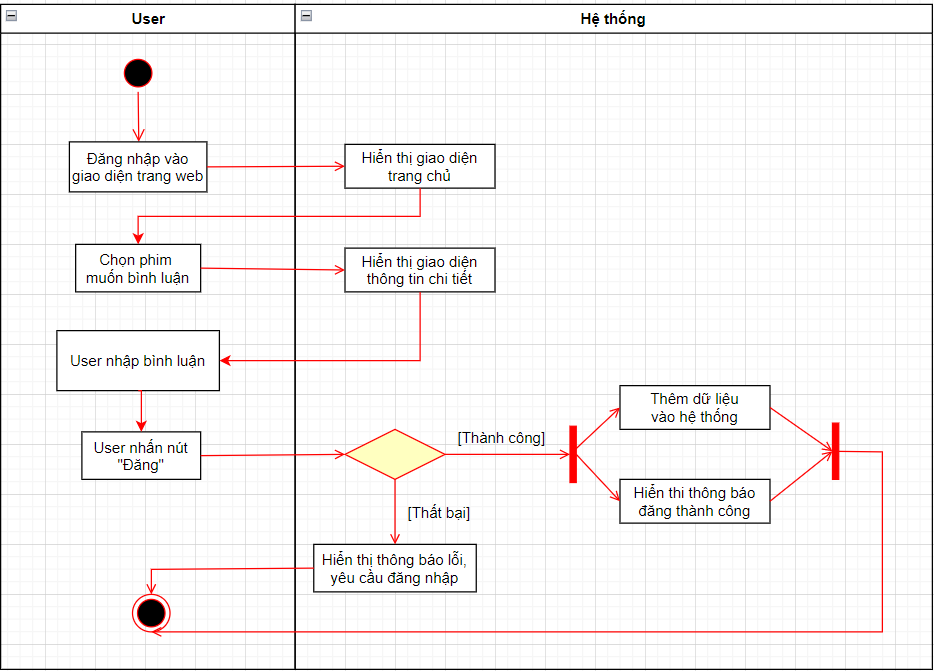 User
Hệ thống
Đăng nhập vào
giao diện trang web
Hiển thị giao diện
trang chủ
Chọn phim
muốn bình luận
Hiển thị giao diện
thông tin chi tiết
User nhập bình luận
User nhấn nút
"Đăng"
[Thành công]
Thêm dữ liệu
vào hệ thống
Hiển thi thông báo
đăng thành công
[Thất bại]
Hiển thị thông báo lỗi,
yêu cầu đăng nhập